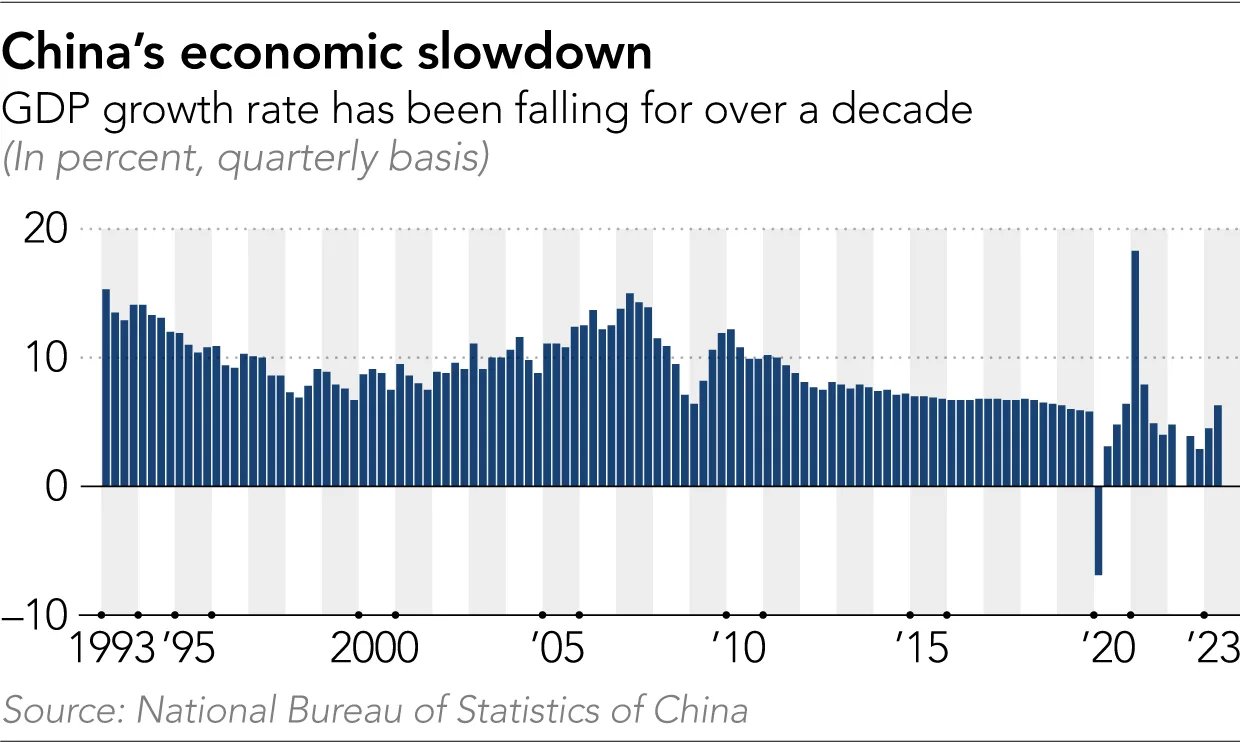 China’s economic slowdown
GDP growth rate has been falling for over a decade
(In percent, quarterly basis)
20
10
0
–10
1993 ’95 2000 ’05 ’10 ’15 ’20 ’23
Source: National Bureau of Statistics of China